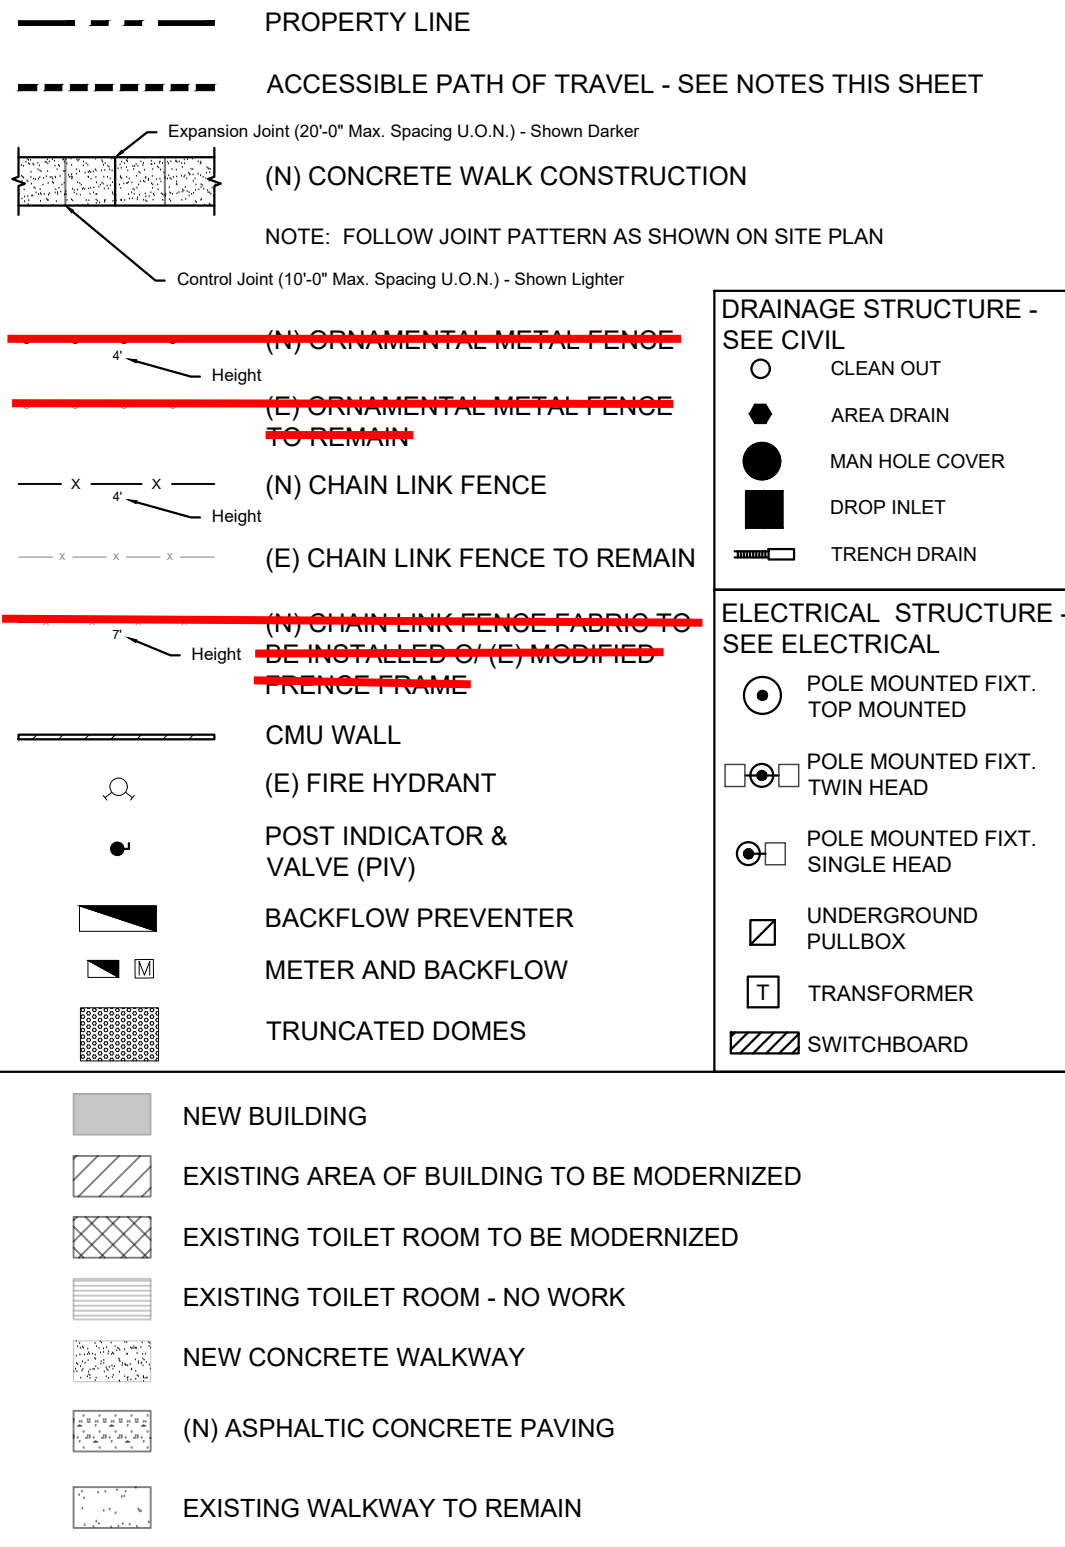 PROPERTY LINE
ACCESSIBLE PATH OF TRAVEL - SEE NOTES THIS SHEET
Expansion Joint (20'-0" Max. Spacing U.O.N.) - Shown Darker
(N) CONCRETE WALK CONSTRUCTION
NOTE:  FOLLOW JOINT PATTERN AS SHOWN ON SITE PLAN
Control Joint (10'-0" Max. Spacing U.O.N.) - Shown Lighter
(N) ORNAMENTAL METAL FENCE
4'
Height
(E) ORNAMENTAL METAL FENCE
TO REMAIN
X X
(N) CHAIN LINK FENCE
4'
Height
x x x
(E) CHAIN LINK FENCE TO REMAIN
(N) CHAIN LINK FENCE FABRIC TO
BE INSTALLED O/ (E) MODIFIED
FRENCE FRAME
7'
Height
CMU WALL
(E) FIRE HYDRANT
POST INDICATOR &
VALVE (PIV)
BACKFLOW PREVENTER
M
METER AND BACKFLOW
TRUNCATED DOMES
DRAINAGE STRUCTURE -
SEE CIVIL
CLEAN OUT
AREA DRAIN
MAN HOLE COVER
DROP INLET
TRENCH DRAIN
ELECTRICAL  STRUCTURE -
SEE ELECTRICAL
POLE MOUNTED FIXT.
TOP MOUNTED
POLE MOUNTED FIXT.
TWIN HEAD
POLE MOUNTED FIXT.
SINGLE HEAD
UNDERGROUND
PULLBOX
T
TRANSFORMER
SWITCHBOARD
NEW BUILDING
EXISTING AREA OF BUILDING TO BE MODERNIZED
EXISTING TOILET ROOM TO BE MODERNIZED
EXISTING TOILET ROOM - NO WORK
NEW CONCRETE WALKWAY
(N) ASPHALTIC CONCRETE PAVING
EXISTING WALKWAY TO REMAIN